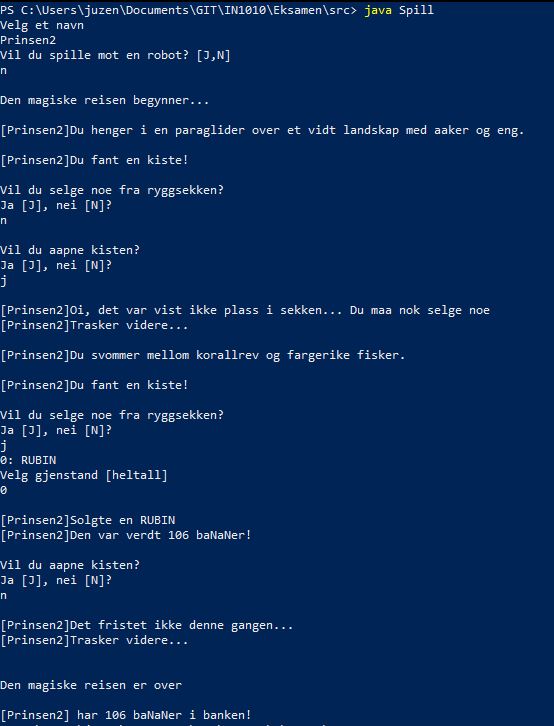 PS C:\Users\juzen\Documents\GIT\IN1010\Eksamen\src> java Spill
Velg et navn
Prinsen2
Vil du spille mot en robot? [J,N]
n
Den magiske reisen begynner...
[Prinsen2]Du henger i en paraglider over et vidt landskap med aaker og eng.
[Prinsen2]Du fant en kiste!
Vil du selge noe fra ryggsekken?
Ja [J], nei [N]?
n
Vil du aapne kisten?
Ja [J], nei [N]?
j
[Prinsen2]Oi, det var vist ikke plass i sekken... Du maa nok selge noe
[Prinsen2]Trasker videre...
[Prinsen2]Du svommer mellom korallrev og fargerike fisker.
[Prinsen2]Du fant en kiste!
Vil du selge noe fra ryggsekken?
Ja [J], nei [N]?
j
0: RUBIN
Velg gjenstand [heltall]
0
[Prinsen2]Solgte en RUBIN
[Prinsen2]Den var verdt 106 baNaNer!
Vil du aapne kisten?
Ja [J], nei [N]?
n
[Prinsen2]Det fristet ikke denne gangen...
[Prinsen2]Trasker videre...
Den magiske reisen er over
[Prinsen2] har 106 baNaNer i banken!